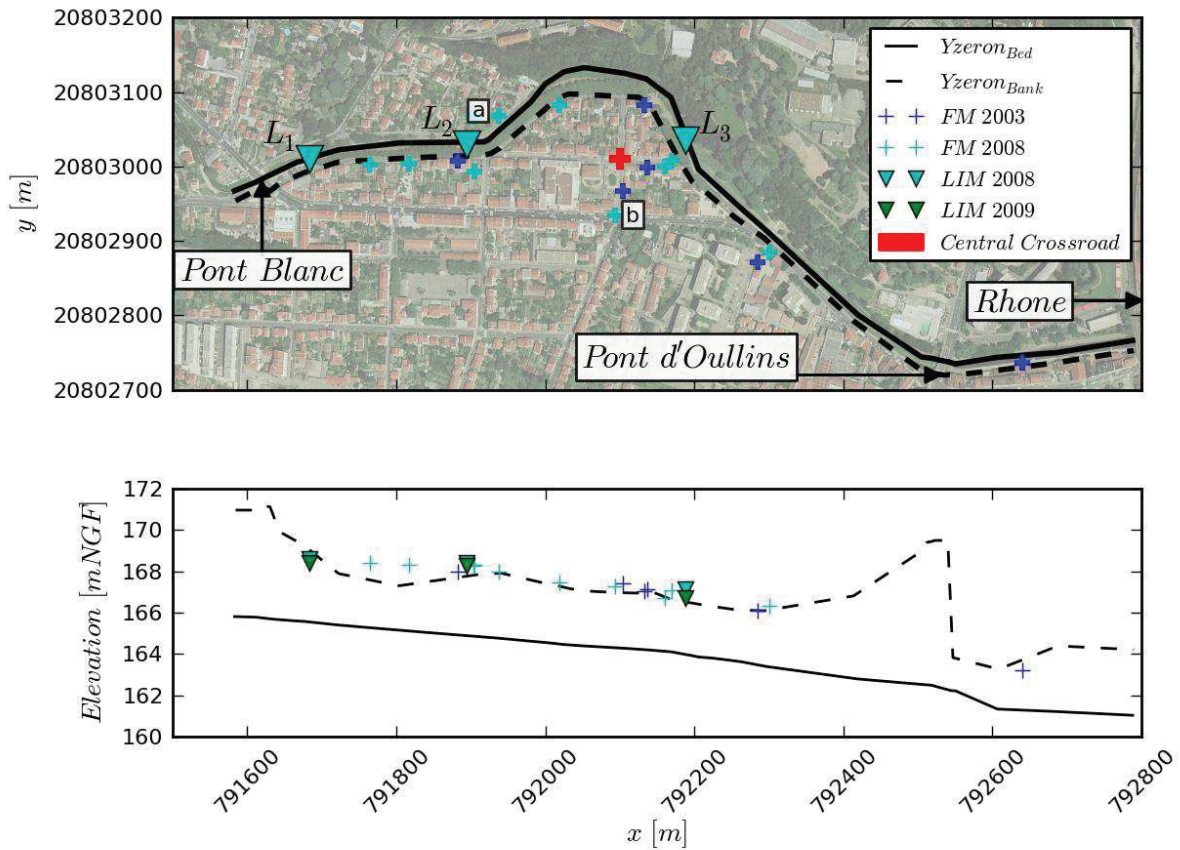 20803200
20803100
20803000
20802900
20802800
20802700
y [m]
L1
L2
L3
a
b
Pont Blanc
Pont d'Oullins
Rhone
YzeronBed
YzeronBank
FM 2003
FM 2008
LIM 2008
LIM 2009
Central Crossroad
172
170
168
166
164
162
160
Elevation [mNGF]
791600
791800
792000
792200
792400
792600
792800
x [m]